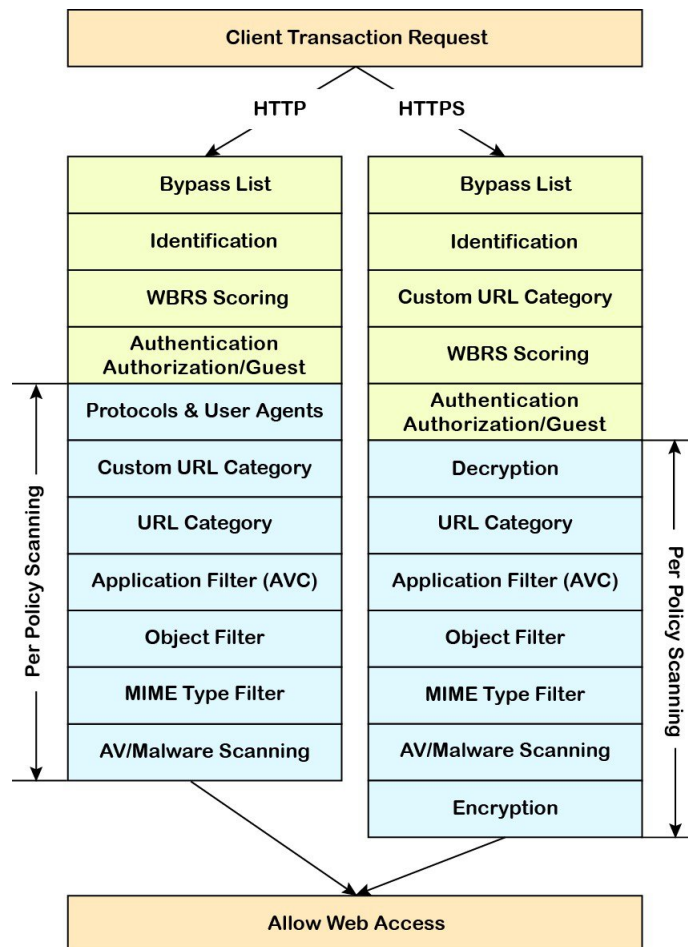 Client Transaction Request
HTTP
HTTPS
Bypass List
Identification
WBRS Scoring
Authentication
Authorization/Guest
Protocols & User Agents
Custom URL Category
URL Category
Application Filter (AVC)
Object Filter
MIME Type Filter
AV/Malware Scanning
Per Policy Scanning
Bypass List
Identification
Custom URL Category
WBRS Scoring
Authentication
Authorization/Guest
Decryption
URL Category
Application Filter (AVC)
Object Filter
MIME Type Filter
AV/Malware Scanning
Encryption
Per Policy Scanning
Allow Web Access